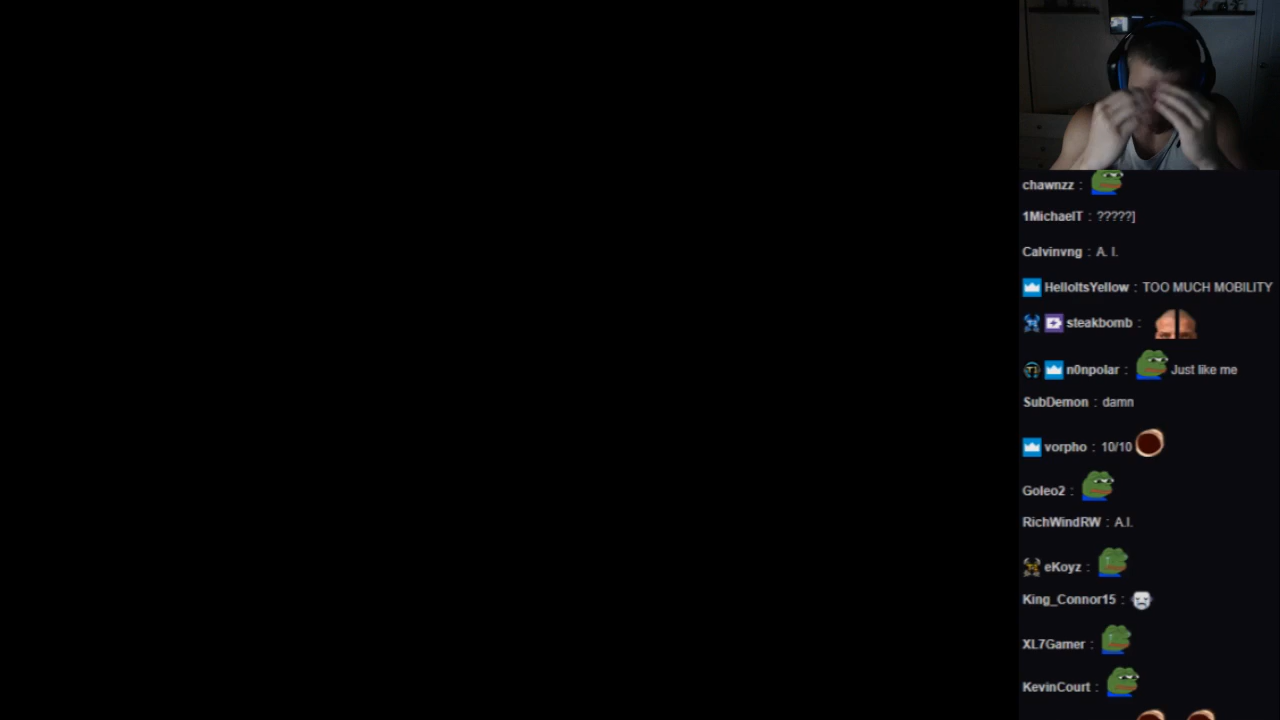 chawnzz :
1MichaelT : ?????]
Calvinvng : A. I.
HelloItsYellow : TOO MUCH MOBILITY
steakbomb :
n0npolar : Just like me
SubDemon : damn
vorpho : 10/10
Goleo2 :
RichWindRW : A.I.
eKoyz :
King_Connor15 :
XL7Gamer :
KevinCourt :